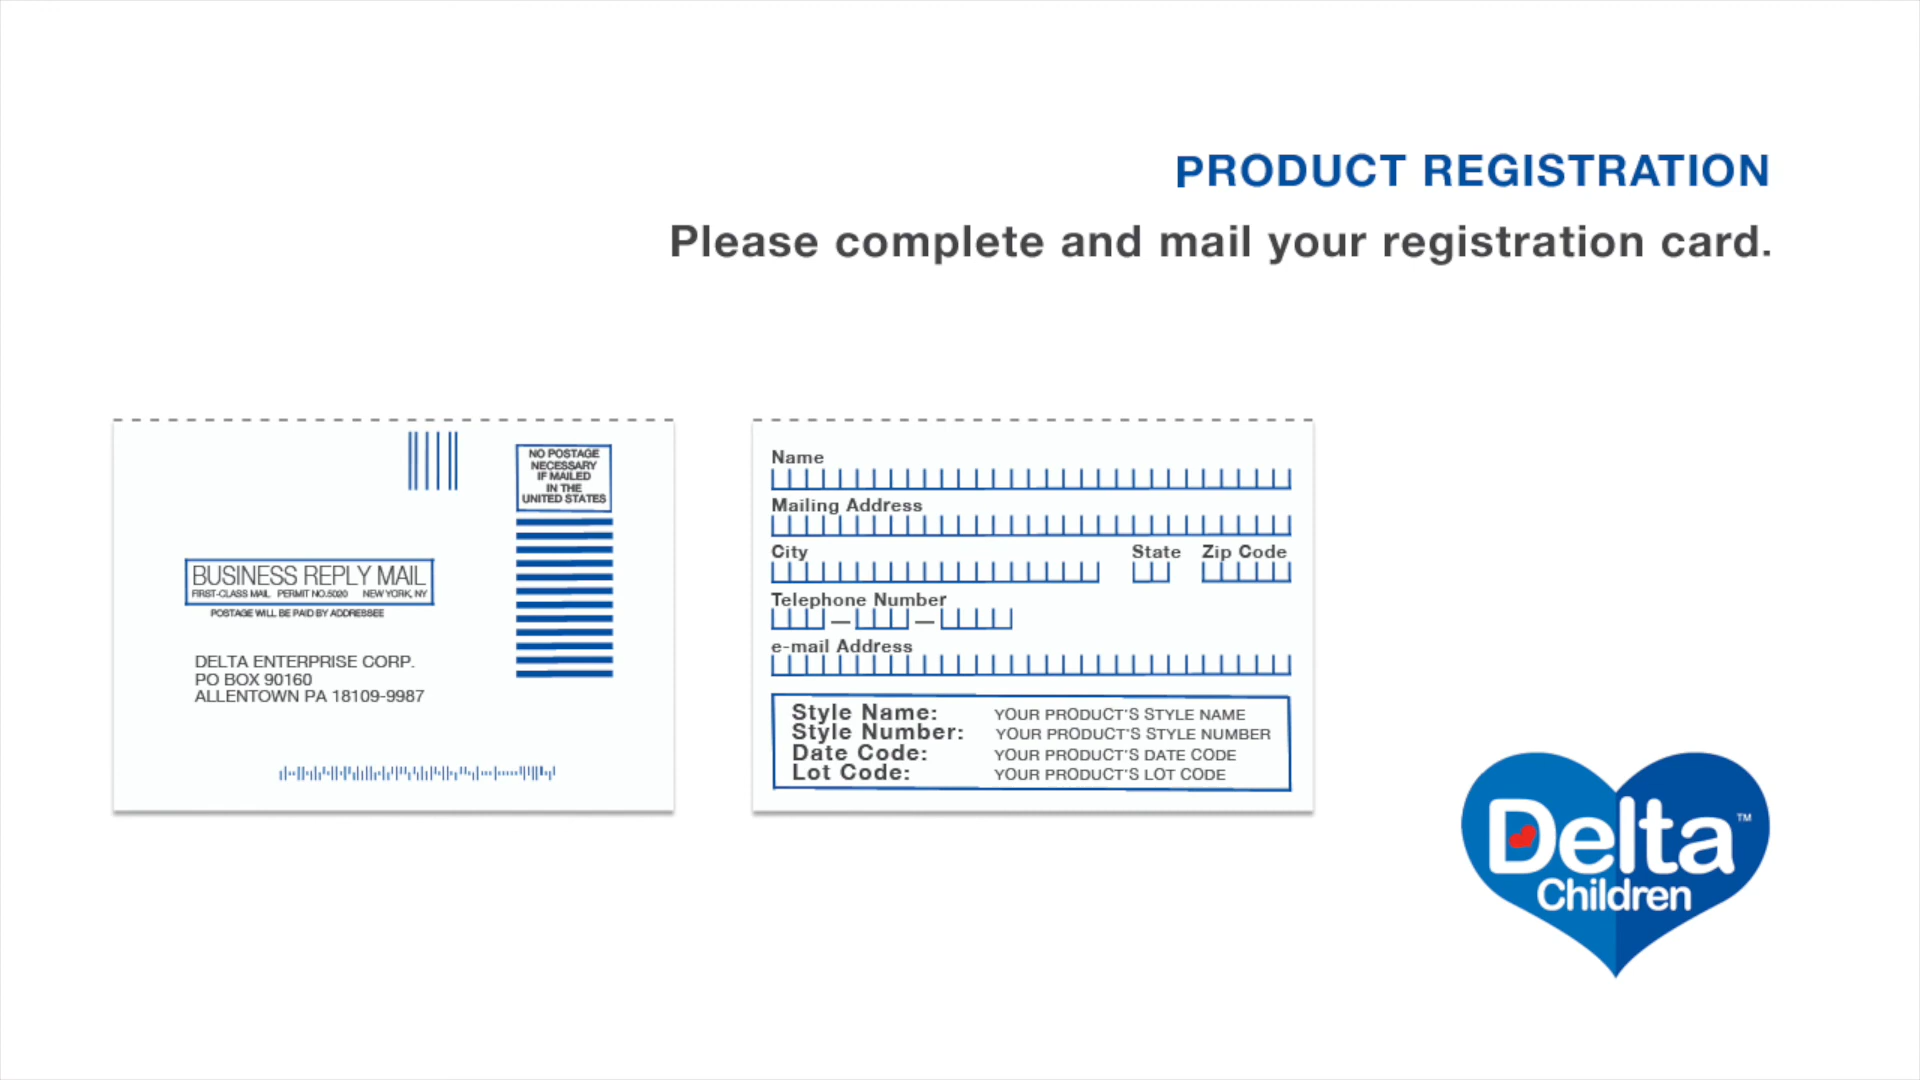 PRODUCT REGISTRATION
Please complete and mail your registration card.
NO POSTAGE
NECESSARY
IF MAILED
IN THE
UNITED STATES
BUSINESS REPLY MAIL
FIRST-CLASS MAIL PERMIT NO.5020 NEW YORK, NY
POSTAGE WILL BE PAID BY ADDRESSEE
DELTA ENTERPRISE CORP.
PO BOX 90160
ALLENTOWN PA 18109-9987
Name
Mailing Address
City State Zip Code
Telephone Number
e-mail Address
Style Name: YOUR PRODUCT'S STYLE NAME
Style Number: YOUR PRODUCT'S STYLE NUMBER
Date Code: YOUR PRODUCT'S DATE CODE
Lot Code: YOUR PRODUCT'S LOT CODE
Delta™
Children